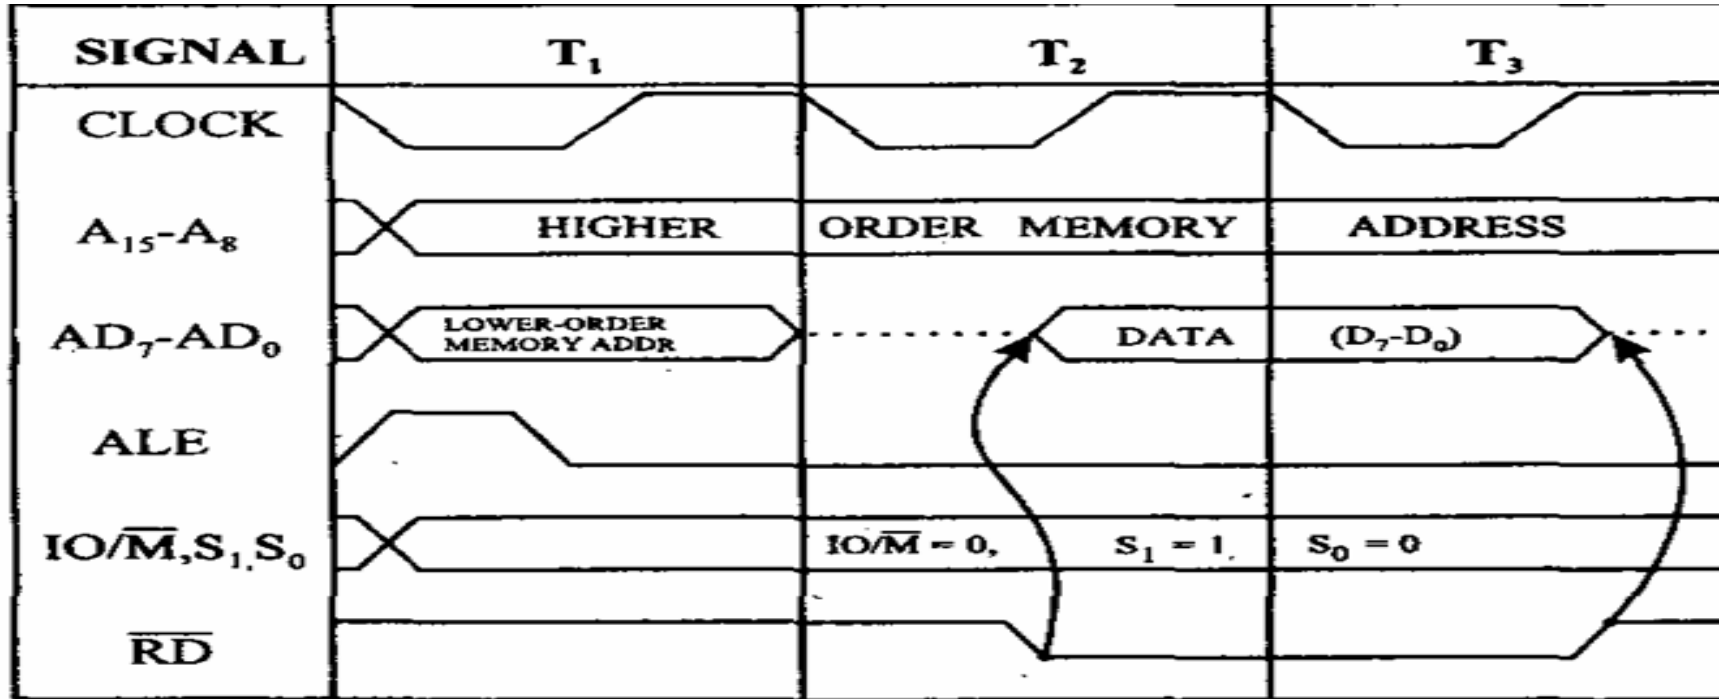 SIGNAL T₁ T₂ T₃
CLOCK
A₁₅-A₈ HIGHER ORDER MEMORY ADDRESS
AD₇-AD₀ LOWER-ORDER MEMORY ADDR DATA (D₇-D₀)
ALE
IO/M̅,S₁,S₀ IO/M̅ = 0, S₁ = 1, S₀ = 0
R̅D̅